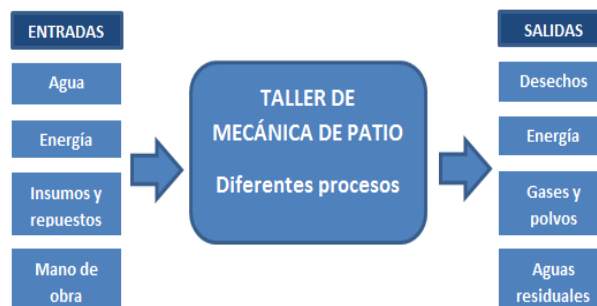 ENTRADAS
Agua
Energía
Insumos y
repuestos
Mano de
obra
TALLER DE
MECÁNICA DE PATIO
Diferentes procesos
SALIDAS
Desechos
Energía
Gases y
polvos
Aguas
residuales